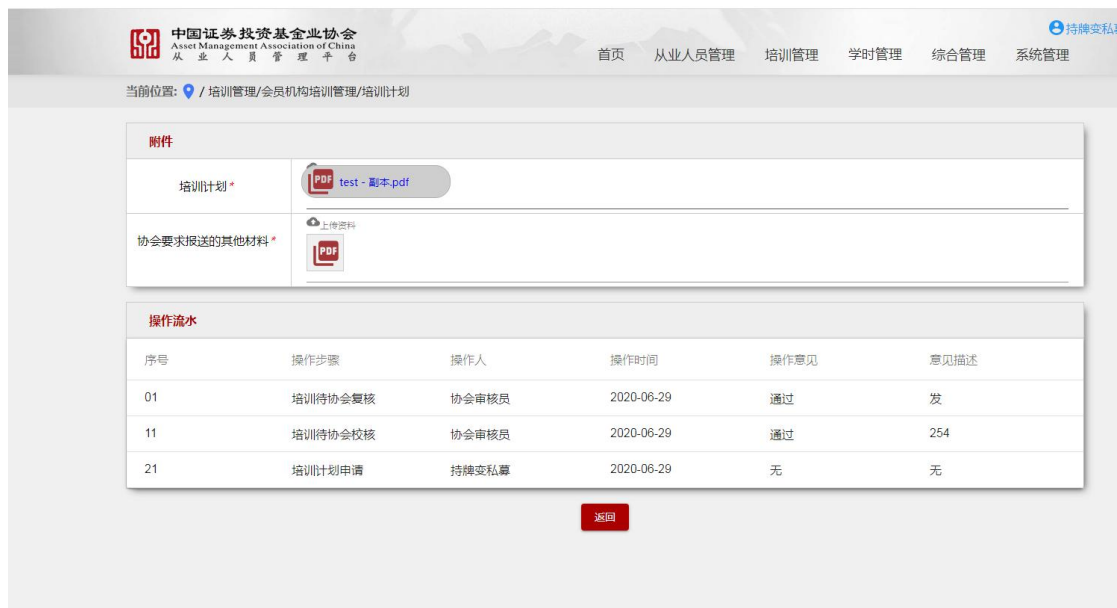 持牌变私募
中国证券投资基金业协会
Asset Management Association of China
从业人员管理平台
首页 从业人员管理 培训管理 学时管理 综合管理 系统管理
当前位置: / 培训管理/会员机构培训管理/培训计划
附件
培训计划* PDF test - 副本.pdf
协会要求报送的其他材料* 上传资料
PDF
操作流水
序号 操作步骤 操作人 操作时间 操作意见 意见描述
01 培训待协会复核 协会审核员 2020-06-29 通过 发
11 培训待协会校核 协会审核员 2020-06-29 通过 254
21 培训计划申请 持牌变私募 2020-06-29 无 无
返回